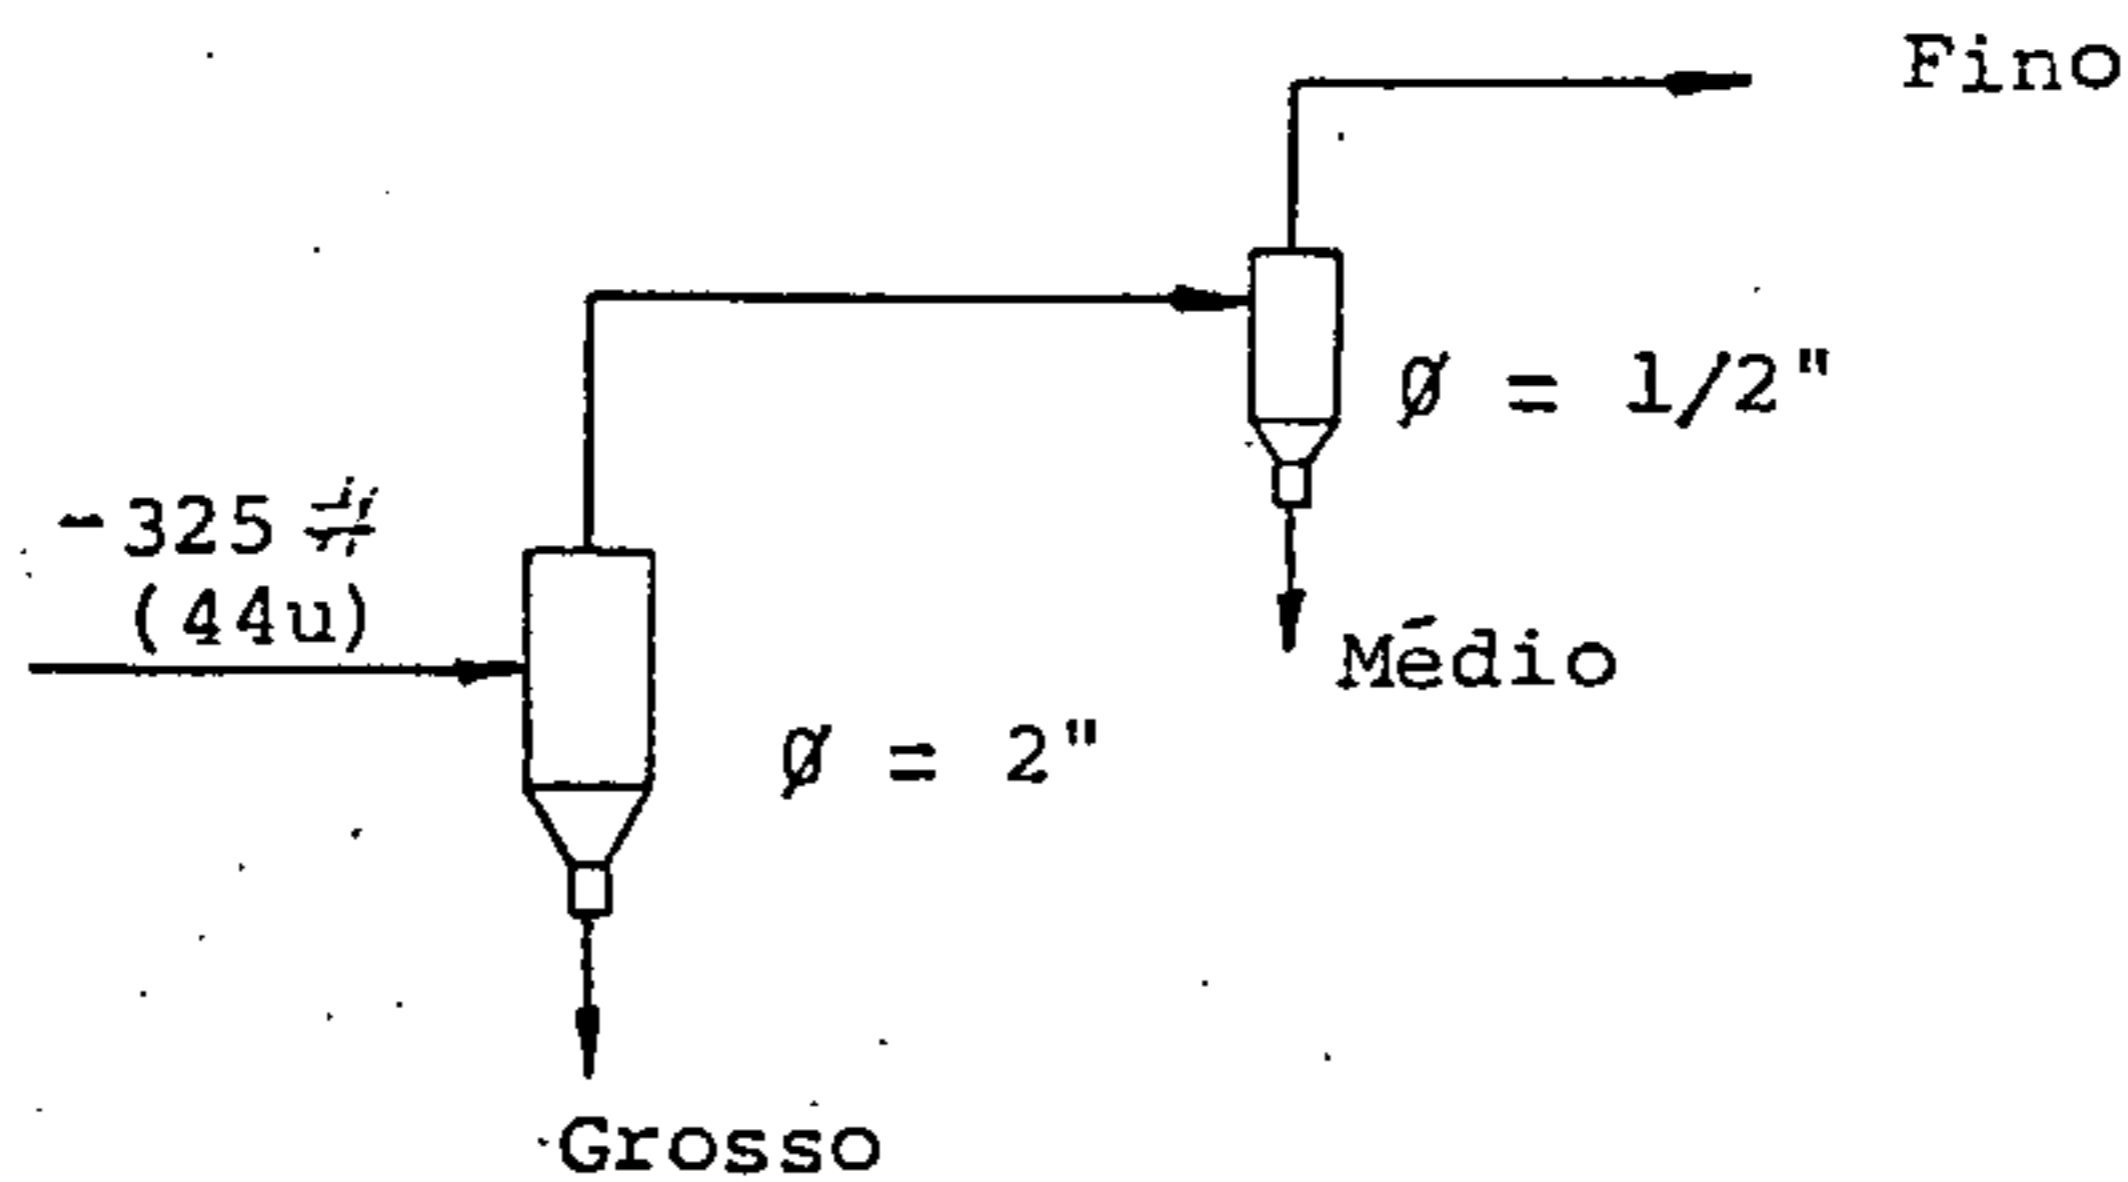 Fino
Ø = 1/2"
-325 #
(44u)
Médio
Ø = 2"
Grosso